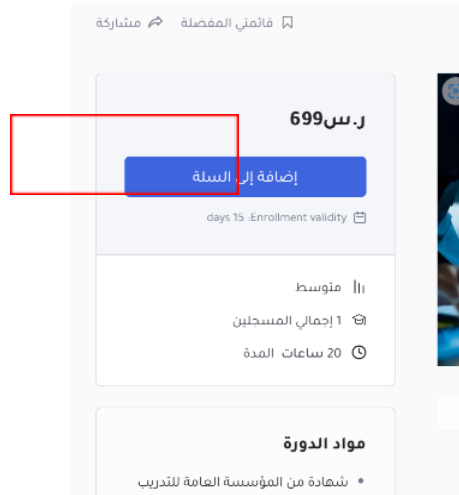 قائمتي المفضلة مشاركة
ر.س699
إضافة إلى السلة
days 15 :Enrollment validity
متوسط
1 إجمالي المسجلين
20 ساعات المدة
مواد الدورة
• شهادة من المؤسسة العامة للتدريب